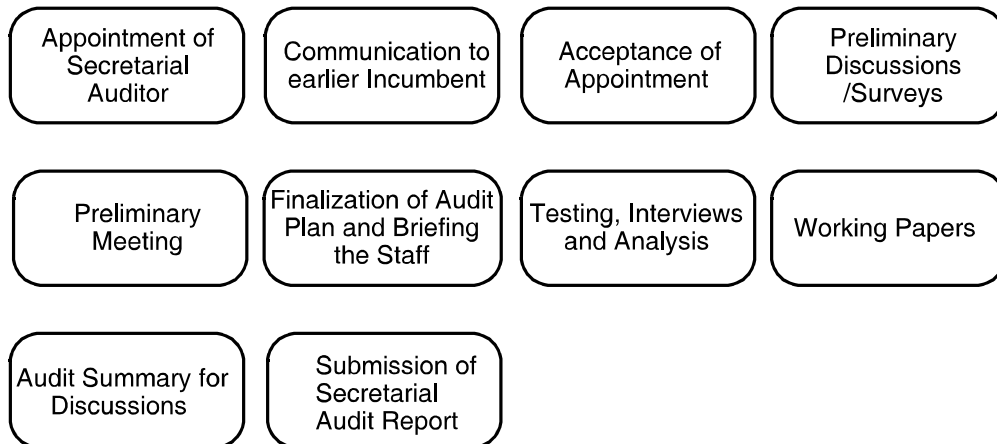 Appointment of
Secretarial
Auditor
Communication to
earlier Incumbent
Acceptance of
Appointment
Preliminary
Discussions
/Surveys
Preliminary
Meeting
Finalization of Audit
Plan and Briefing
the Staff
Testing, Interviews
and Analysis
Working Papers
Audit Summary for
Discussions
Submission of
Secretarial
Audit Report